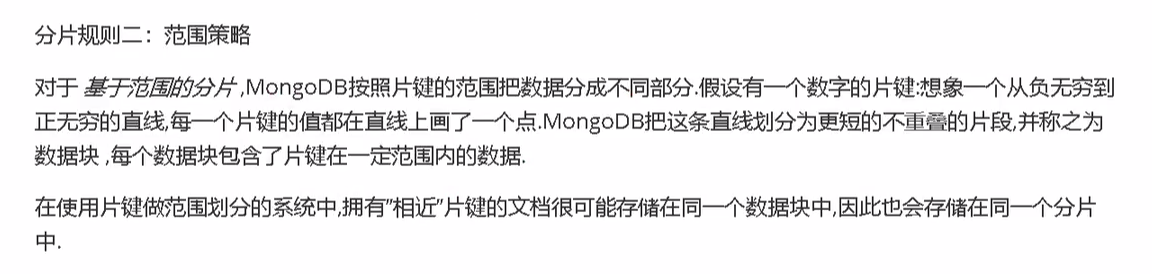 分片规则二：范围策略
对于 基于范围的分片 ,MongoDB按照片键的范围把数据分成不同部分.假设有一个数字的片键:想象一个从负无穷到
正无穷的直线,每一个片键的值都在直线上画了一个点.MongoDB把这条直线划分为更短的不重叠的片段,并称之为
数据块 ,每个数据块包含了片键在一定范围内的数据.
在使用片键做范围划分的系统中,拥有"相近"片键的文档很可能存储在同一个数据块中,因此也会存储在同一个分片
中.